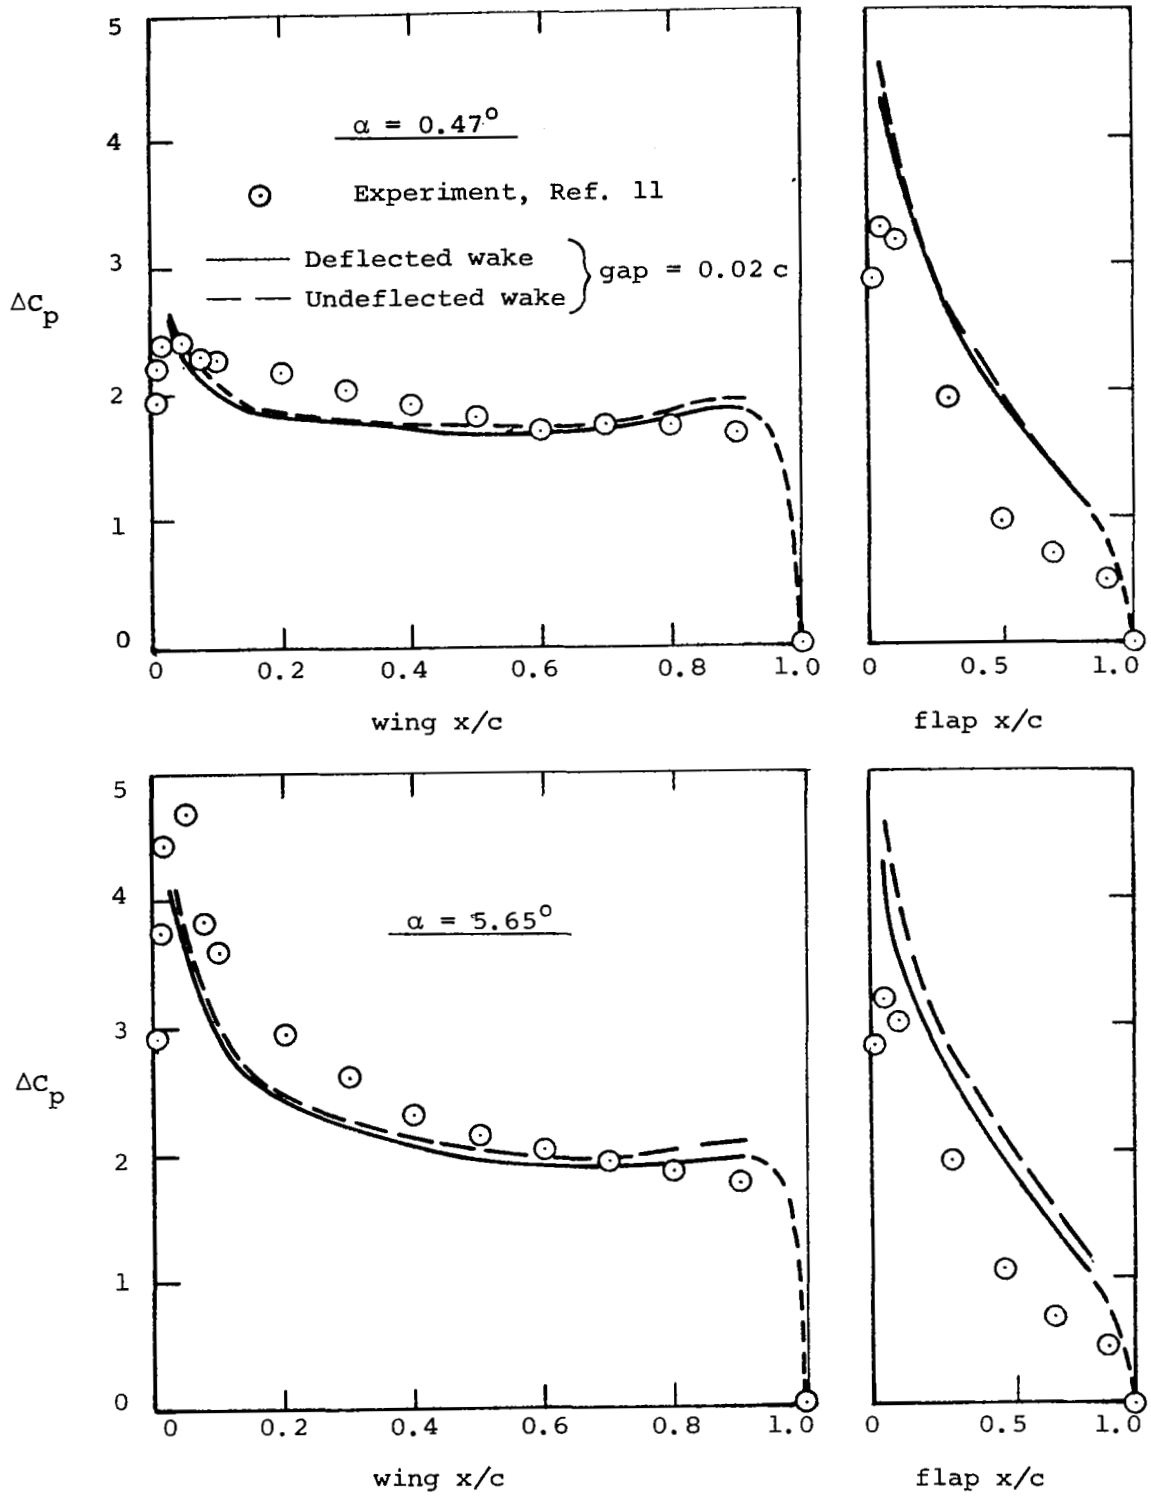 5
α = 0.47°
4
Experiment, Ref. 11
3
Deflected wake
gap = 0.02 c
Undeflected wake
ΔCp
2
1
0
0 0.2 0.4 0.6 0.8 1.0
0 0.5 1.0
wing x/c
flap x/c
5
4
α = 5.65°
3
ΔCp
2
1
0
0 0.2 0.4 0.6 0.8 1.0
0 0.5 1.0
wing x/c
flap x/c